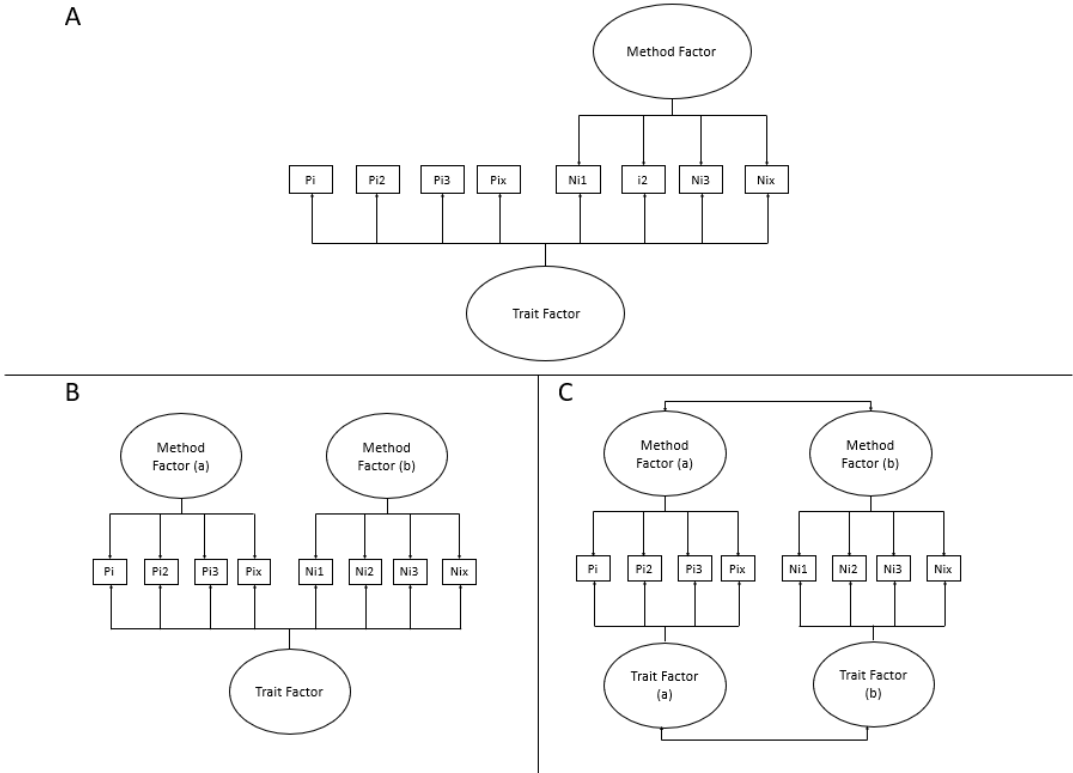 A
Method Factor
Pi Pi2 Pi3 Pix Ni1 i2 Ni3 Nix
Trait Factor
B
Method
Factor (a)
Method
Factor (b)
Pi Pi2 Pi3 Pix Ni1 Ni2 Ni3 Nix
Trait Factor
C
Method
Factor (a)
Method
Factor (b)
Pi Pi2 Pi3 Pix Ni1 Ni2 Ni3 Nix
Trait Factor
(a)
Trait Factor
(b)